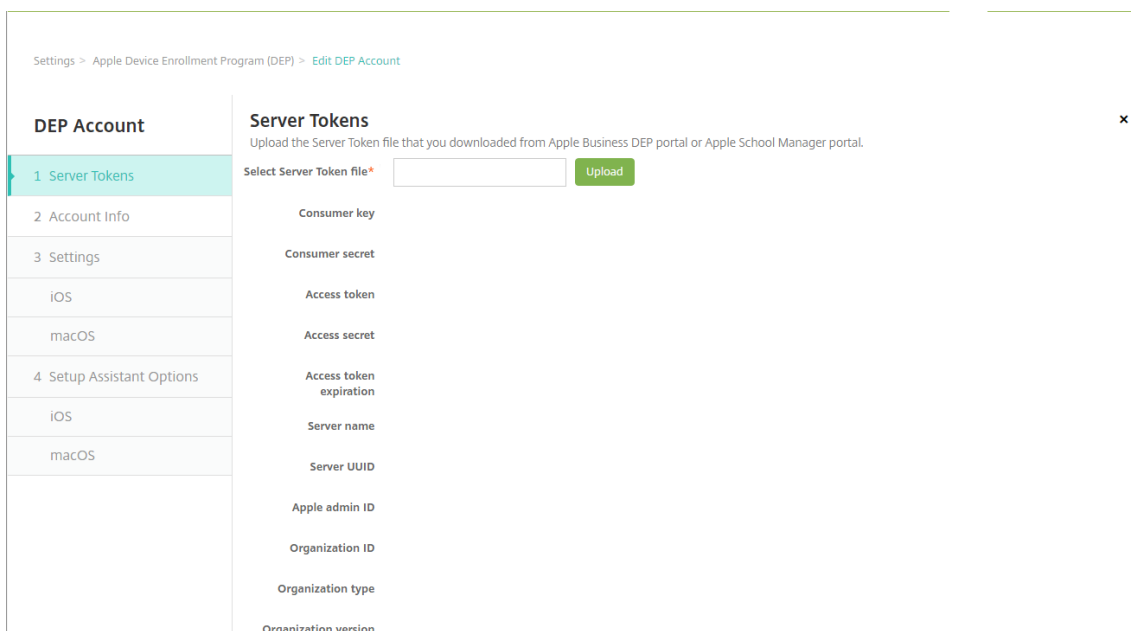 Settings > Apple Device Enrollment Program (DEP) > Edit DEP Account
DEP Account
1 Server Tokens
2 Account Info
3 Settings
iOS
macOS
4 Setup Assistant Options
iOS
macOS
Server Tokens
×
Upload the Server Token file that you downloaded from Apple Business DEP portal or Apple School Manager portal.
Select Server Token file*
Upload
Consumer key
Consumer secret
Access token
Access secret
Access token
expiration
Server name
Server UUID
Apple admin ID
Organization ID
Organization type
Organization version